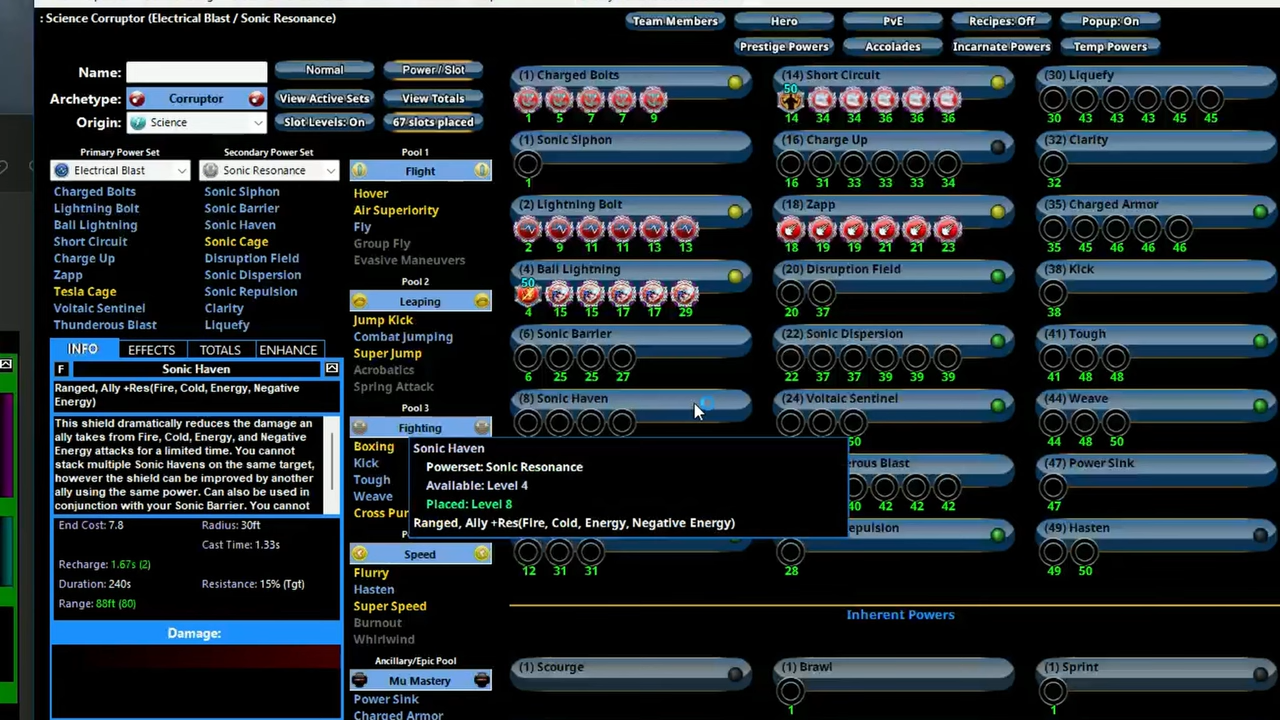 : Science Corruptor (Electrical Blast / Sonic Resonance)
Team Members
Hero
PvE
Recipes: Off
Popup: On
Prestige Powers
Accolades
Incarnate Powers
Temp Powers
Name:
Normal
Power / Slot
Archetype:
Corruptor
View Active Sets
View Totals
Origin:
Science
Slot Levels: On
67 slots placed
Primary Power Set
Secondary Power Set
Electrical Blast
Sonic Resonance
Charged Bolts
Lightning Bolt
Ball Lightning
Short Circuit
Charge Up
Zapp
Tesla Cage
Voltaic Sentinel
Thunderous Blast
Sonic Siphon
Sonic Barrier
Sonic Haven
Sonic Cage
Disruption Field
Sonic Dispersion
Sonic Repulsion
Clarity
Liquefy
Pool 1
Flight
Hover
Air Superiority
Fly
Group Fly
Evasive Maneuvers
Pool 2
Leaping
Jump Kick
Combat Jumping
Super Jump
Acrobatics
Spring Attack
Pool 3
Fighting
Boxing
Kick
Tough
Weave
Cross Pu
Speed
Flurry
Hasten
Super Speed
Burnout
Whirlwind
Ancillary/Epic Pool
Mu Mastery
Power Sink
Charged Armor
INFO
EFFECTS
TOTALS
ENHANCE
F
Sonic Haven
Ranged, Ally +Res(Fire, Cold, Energy, Negative
Energy)
This shield dramatically reduces the damage an
ally takes from Fire, Cold, Energy, and Negative
Energy attacks for a limited time. You cannot
stack multiple Sonic Havens on the same target,
however the shield can be improved by another
ally using the same power. Can also be used in
conjunction with your Sonic Barrier. You cannot
End Cost: 7.8
Radius: 30ft
Cast Time: 1.33s
Recharge: 1.67s (2)
Duration: 240s
Resistance: 15% (Tgt)
Range: 88ft (80)
Damage:
(1) Charged Bolts
1 5 7 7 9
(1) Sonic Siphon
1
(2) Lightning Bolt
2 9 11 11 13 13
(4) Ball Lightning
50
4 15 15 17 17 29
(6) Sonic Barrier
6 25 25 27
(8) Sonic Haven
12 31 31
(14) Short Circuit
50
14 34 34 36 36 36
(16) Charge Up
16 31 33 33 33 34
(18) Zapp
18 19 19 21 21 23
(20) Disruption Field
20 37
(22) Sonic Dispersion
22 37 37 39 39 39
(24) Voltaic Sentinel
50
erous Blast
40 42 42 42
epulsion
28
(30) Liquefy
30 43 43 43 45 45
(32) Clarity
32
(35) Charged Armor
35 45 46 46 46
(38) Kick
38
(41) Tough
41 48 48
(44) Weave
44 48 50
(47) Power Sink
47
(49) Hasten
49 50
Sonic Haven
Powerset: Sonic Resonance
Available: Level 4
Placed: Level 8
Ranged, Ally +Res(Fire, Cold, Energy, Negative Energy)
Inherent Powers
(1) Scourge
(1) Brawl
1
(1) Sprint
1